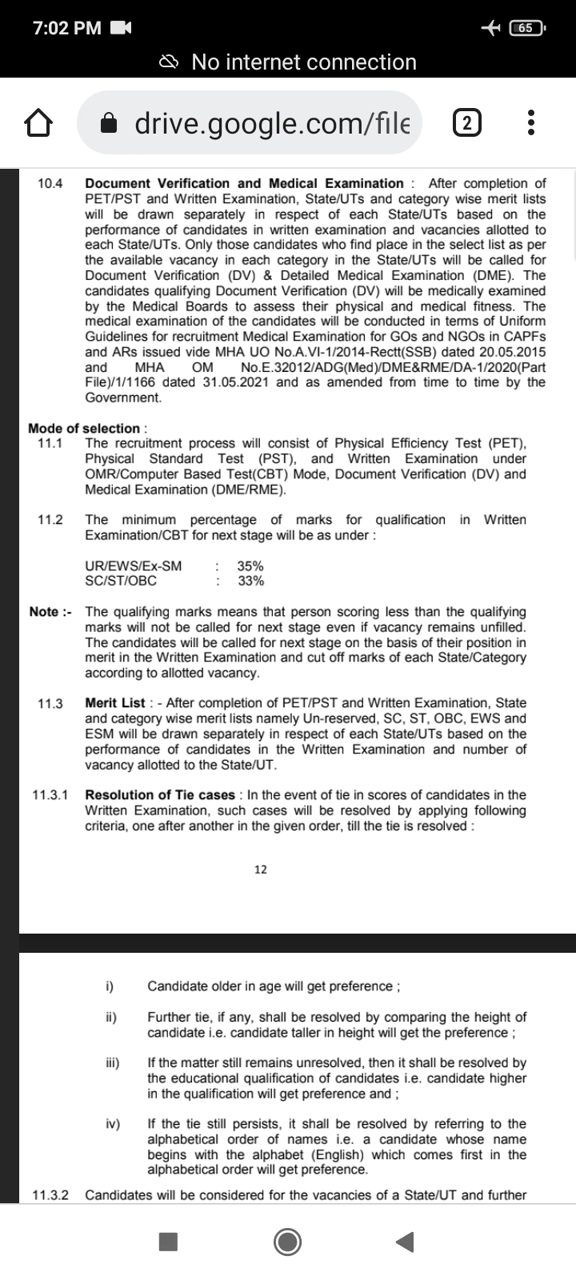 7:02 PM
65
No internet connection
drive.google.com/file
2
10.4 Document Verification and Medical Examination : After completion of
PET/PST and Written Examination, State/UTs and category wise merit lists
will be drawn separately in respect of each State/UTs based on the
performance of candidates in written examination and vacancies allotted to
each State/UTs. Only those candidates who find place in the select list as per
the available vacancy in each category in the State/UTs will be called for
Document Verification (DV) & Detailed Medical Examination (DME). The
candidates qualifying Document Verification (DV) will be medically examined
by the Medical Boards to assess their physical and medical fitness. The
medical examination of the candidates will be conducted in terms of Uniform
Guidelines for recruitment Medical Examination for GOs and NGOs in CAPFs
and ARs issued vide MHA UO No.A.VI-1/2014-Rectt(SSB) dated 20.05.2015
and MHA OM No.E.32012/ADG(Med)/DME&RME/DA-1/2020(Part
File)/1/1166 dated 31.05.2021 and as amended from time to time by the
Government.
Mode of selection :
11.1 The recruitment process will consist of Physical Efficiency Test (PET),
Physical Standard Test (PST), and Written Examination under
OMR/Computer Based Test(CBT) Mode, Document Verification (DV) and
Medical Examination (DME/RME).
11.2 The minimum percentage of marks for qualification in Written
Examination/CBT for next stage will be as under :
UR/EWS/Ex-SM : 35%
SC/ST/OBC : 33%
Note :- The qualifying marks means that person scoring less than the qualifying
marks will not be called for next stage even if vacancy remains unfilled.
The candidates will be called for next stage on the basis of their position in
merit in the Written Examination and cut off marks of each State/Category
according to allotted vacancy.
11.3 Merit List : - After completion of PET/PST and Written Examination, State
and category wise merit lists namely Un-reserved, SC, ST, OBC, EWS and
ESM will be drawn separately in respect of each State/UTs based on the
performance of candidates in the Written Examination and number of
vacancy allotted to the State/UT.
11.3.1 Resolution of Tie cases : In the event of tie in scores of candidates in the
Written Examination, such cases will be resolved by applying following
criteria, one after another in the given order, till the tie is resolved :
12
i) Candidate older in age will get preference ;
ii) Further tie, if any, shall be resolved by comparing the height of
candidate i.e. candidate taller in height will get the preference ;
iii) If the matter still remains unresolved, then it shall be resolved by
the educational qualification of candidates i.e. candidate higher
in the qualification will get preference and ;
iv) If the tie still persists, it shall be resolved by referring to the
alphabetical order of names i.e. a candidate whose name
begins with the alphabet (English) which comes first in the
alphabetical order will get preference.
11.3.2 Candidates will be considered for the vacancies of a State/UT and further